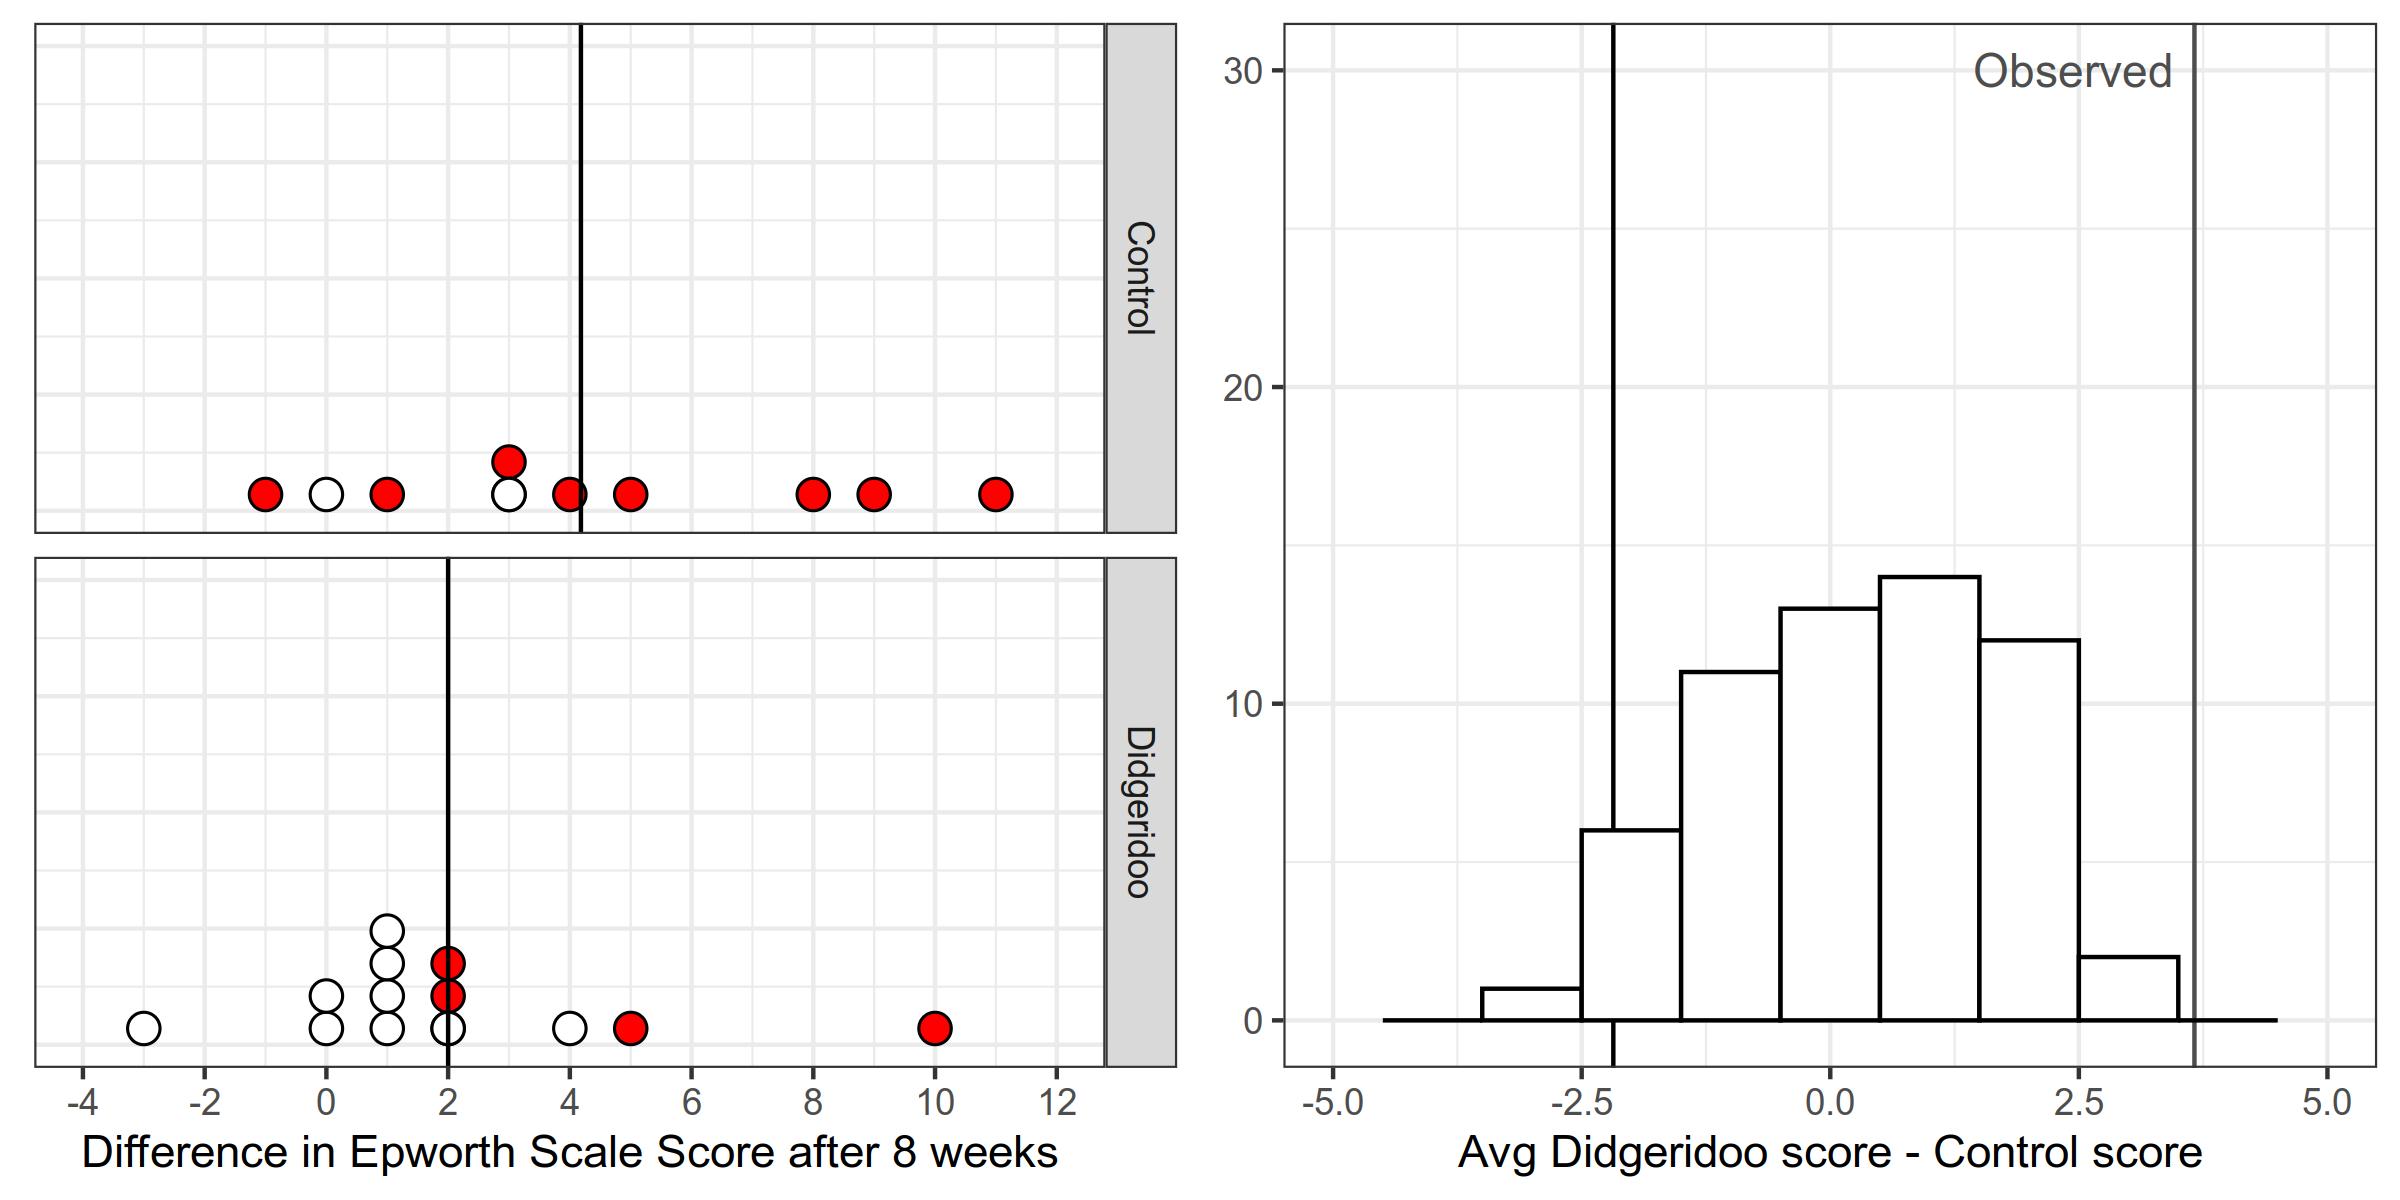 Control
Didgeridoo
-4 -2 0 2 4 6 8 10 12
Difference in Epworth Scale Score after 8 weeks
Observed
30
20
10
0
-5.0 -2.5 0.0 2.5 5.0
Avg Didgeridoo score - Control score